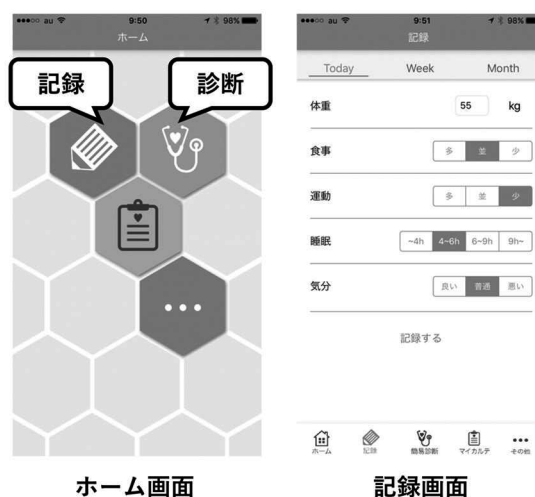 au
9:50
98%
ホーム
記録
診断
ホーム画面
au
9:51
98%
記録
Today
Week
Month
体重
55
kg
食事
多
並
少
運動
多
並
少
睡眠
~4h
4~6h
6~9h
9h~
気分
良い
普通
悪い
記録する
ホーム
記録
簡易診断
マイカルテ
その他
記録画面